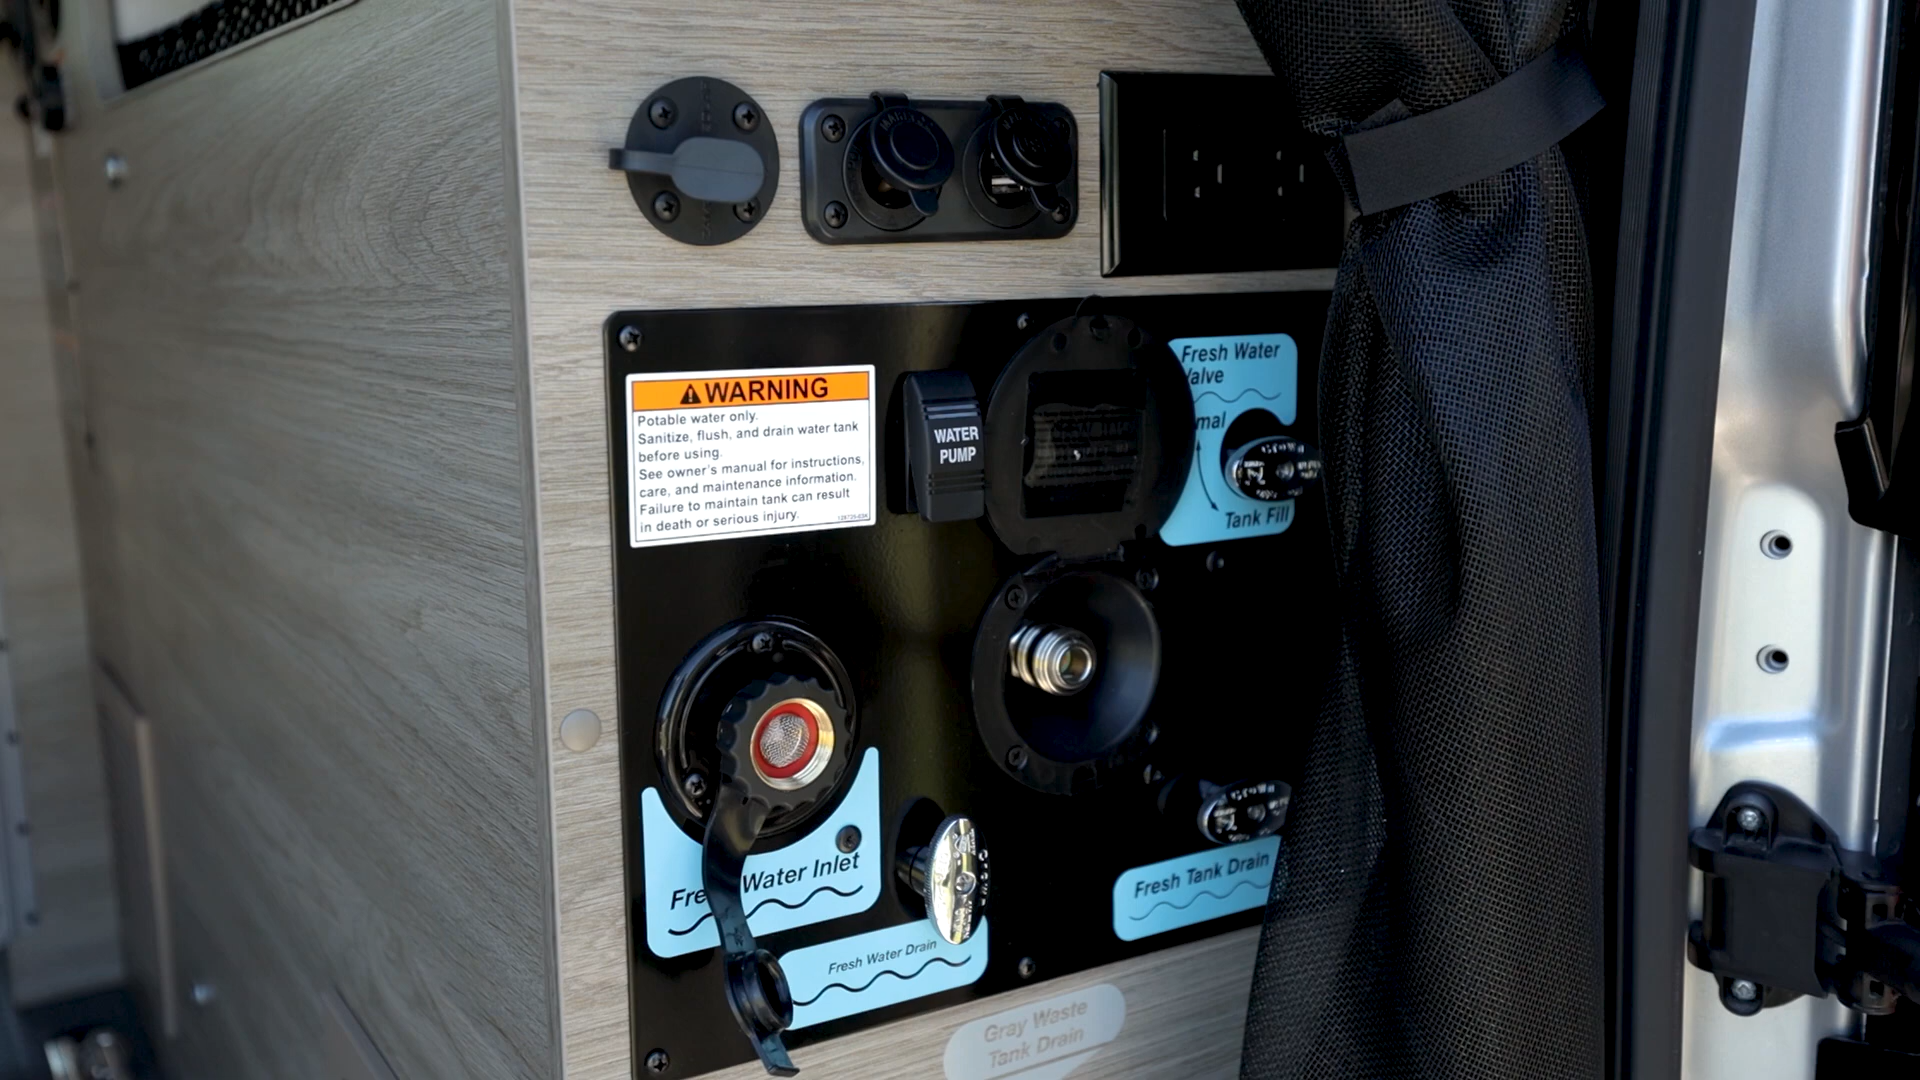 WARNING
Potable water only.
Sanitize, flush, and drain water tank
before using.
See owner's manual for instructions,
care, and maintenance information.
Failure to maintain tank can result
in death or serious injury.
WATER
PUMP
Fresh Water
Valve
Tank Fill
Water Inlet
Fresh Water Drain
Fresh Tank Drain
Gray Waste
Tank Drain